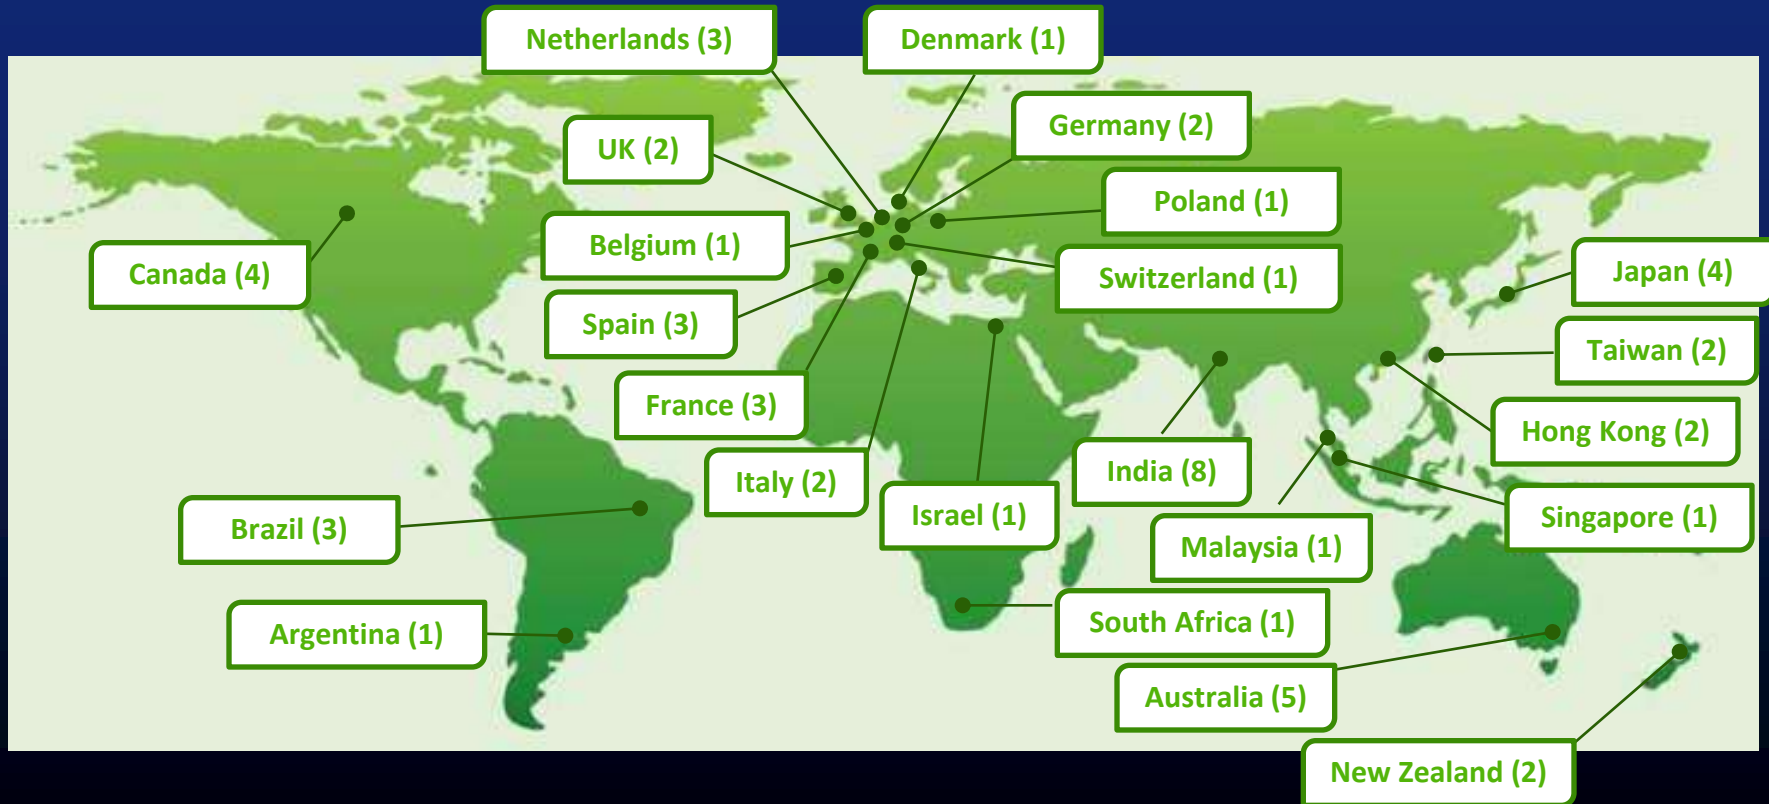 Netherlands (3)
Denmark (1)
Germany (2)
UK (2)
Poland (1)
Belgium (1)
Switzerland (1)
Canada (4)
Japan (4)
Spain (3)
Taiwan (2)
France (3)
Hong Kong (2)
Italy (2)
India (8)
Israel (1)
Singapore (1)
Brazil (3)
Malaysia (1)
South Africa (1)
Argentina (1)
Australia (5)
New Zealand (2)